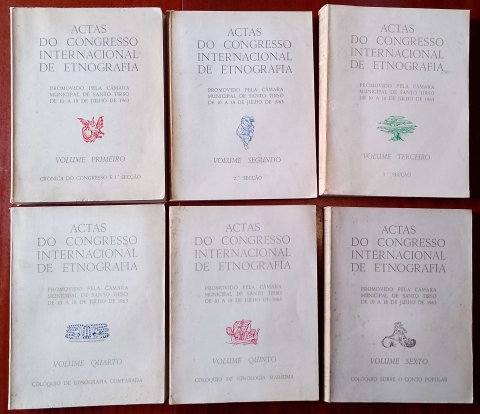 ACTAS
DO CONGRESSO
INTERNACIONAL
DE ETNOGRAFIA
PROMOVIDO PELA CÂMARA
MUNICIPAL DE SANTO TIRSO
DE 10 A 18 DE JULHO DE 1963
VOLUME PRIMEIRO
CRÓNICA DO CONGRESSO E 1.ª SECÇÃO
ACTAS
DO CONGRESSO
INTERNACIONAL
DE ETNOGRAFIA
PROMOVIDO PELA CÂMARA
MUNICIPAL DE SANTO TIRSO
DE 10 A 18 DE JULHO DE 1963
VOLUME SEGUNDO
2.ª SECÇÃO
ACTAS
DO CONGRESSO
INTERNACIONAL
DE ETNOGRAFIA
PROMOVIDO PELA CÂMARA
MUNICIPAL DE SANTO TIRSO
DE 10 A 18 DE JULHO DE 1963
VOLUME TERCEIRO
3.ª SECÇÃO
ACTAS
DO CONGRESSO
INTERNACIONAL
DE ETNOGRAFIA
PROMOVIDO PELA CÂMARA
MUNICIPAL DE SANTO TIRSO
DE 10 A 18 DE JULHO DE 1963
VOLUME QUARTO
COLÓQUIO DE ETNOGRAFIA COMPARADA
ACTAS
DO CONGRESSO
INTERNACIONAL
DE ETNOGRAFIA
PROMOVIDO PELA CÂMARA
MUNICIPAL DE SANTO TIRSO
DE 10 A 18 DE JULHO DE 1963
VOLUME QUINTO
COLÓQUIO DE ETNOGRAFIA MARÍTIMA
ACTAS
DO CONGRESSO
INTERNACIONAL
DE ETNOGRAFIA
PROMOVIDO PELA CÂMARA
MUNICIPAL DE SANTO TIRSO
DE 10 A 18 DE JULHO DE 1963
VOLUME SEXTO
COLÓQUIO SOBRE O CONTO POPULAR